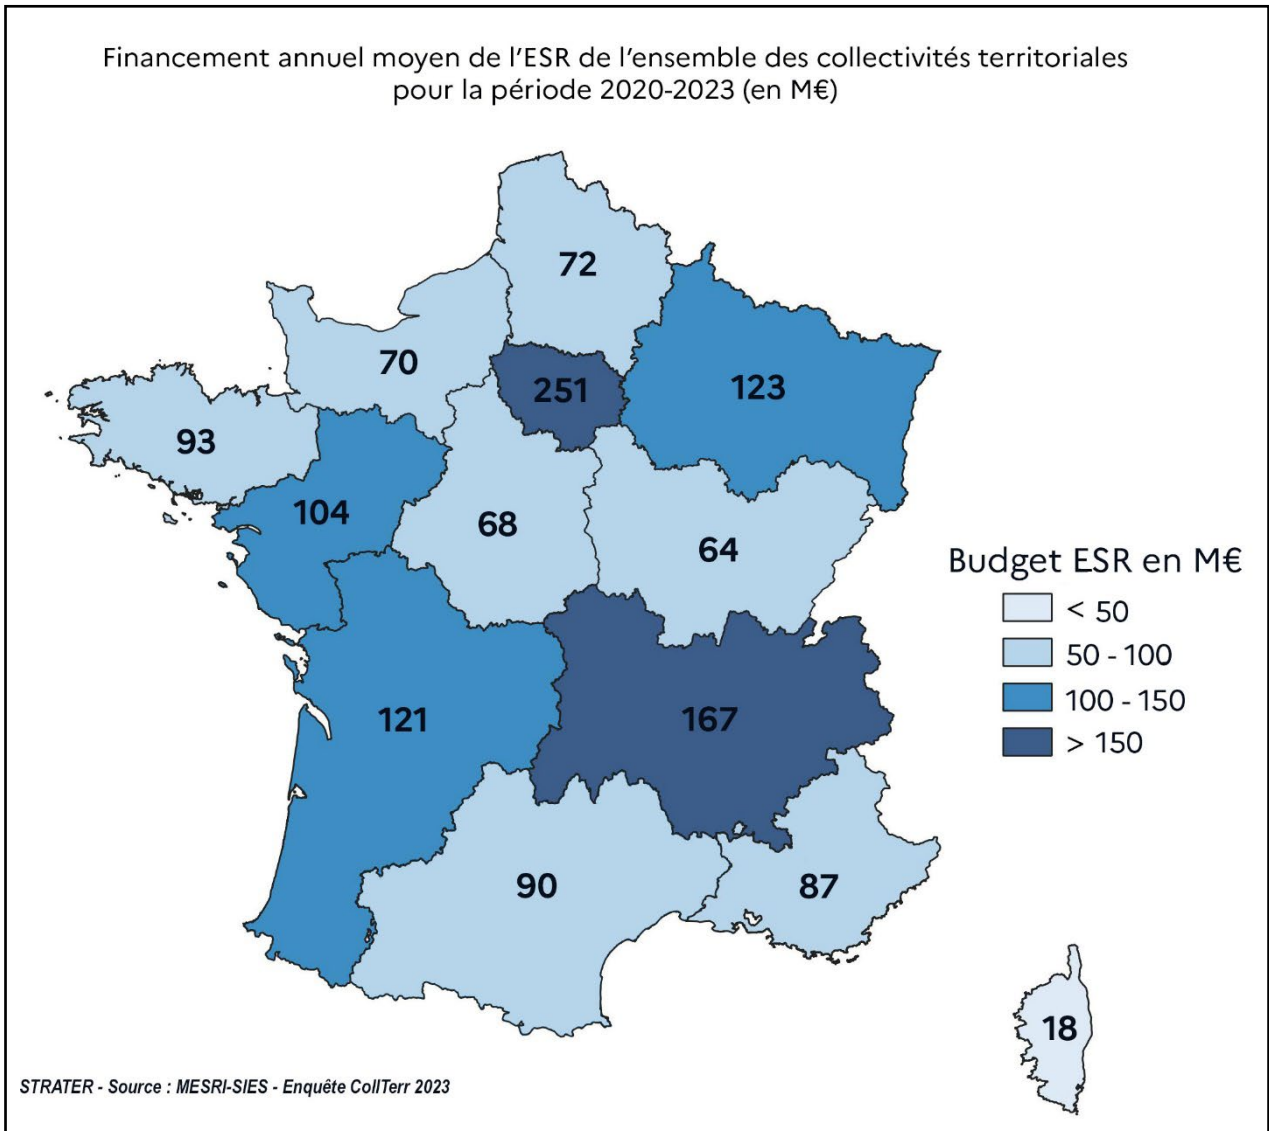 Financement annuel moyen de l’ESR de l’ensemble des collectivités territoriales
pour la période 2020-2023 (en M€)
72
70
251
123
93
104
68
64
Budget ESR en M€
< 50
50 - 100
100 - 150
> 150
121
167
90
87
18
STRATER - Source : MESRI-SIES - Enquête CollTerr 2023